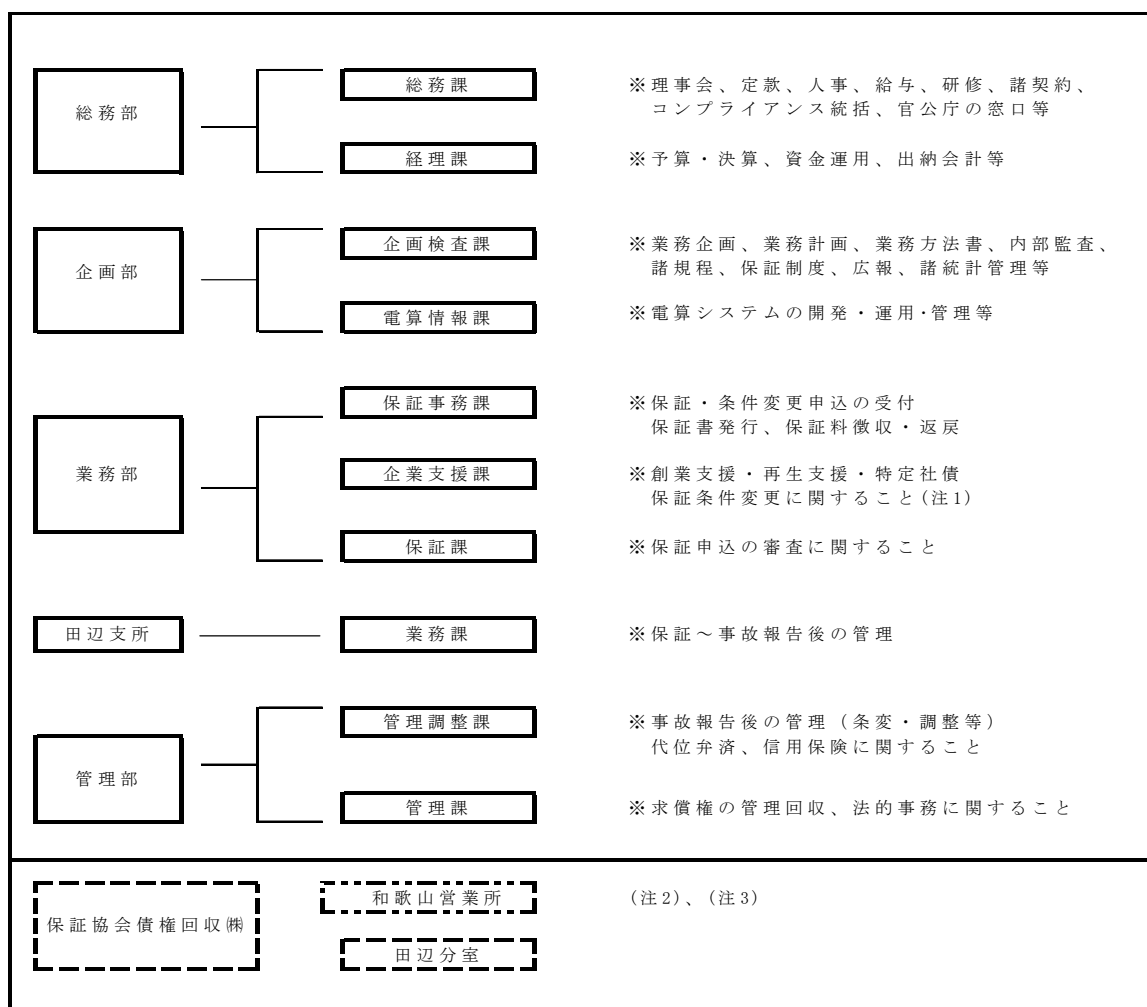 総務部
総務課
※理事会、定款、人事、給与、研修、諸契約、
コンプライアンス統括、官公庁の窓口等
経理課
※予算・決算、資金運用、出納会計等
企画部
企画検査課
※業務企画、業務計画、業務方法書、内部監査、
諸規程、保証制度、広報、諸統計管理等
電算情報課
※電算システムの開発・運用・管理等
業務部
保証事務課
※保証・条件変更申込の受付
保証書発行、保証料徴収・返戻
企業支援課
※創業支援・再生支援・特定社債
保証条件変更に関すること(注1)
保証課
※保証申込の審査に関すること
田辺支所
業務課
※保証~事故報告後の管理
管理部
管理調整課
※事故報告後の管理(条変・調整等)
代位弁済、信用保険に関すること
管理課
※求償権の管理回収、法的事務に関すること
保証協会債権回収㈱
和歌山営業所
(注2)、(注3)
田辺分室